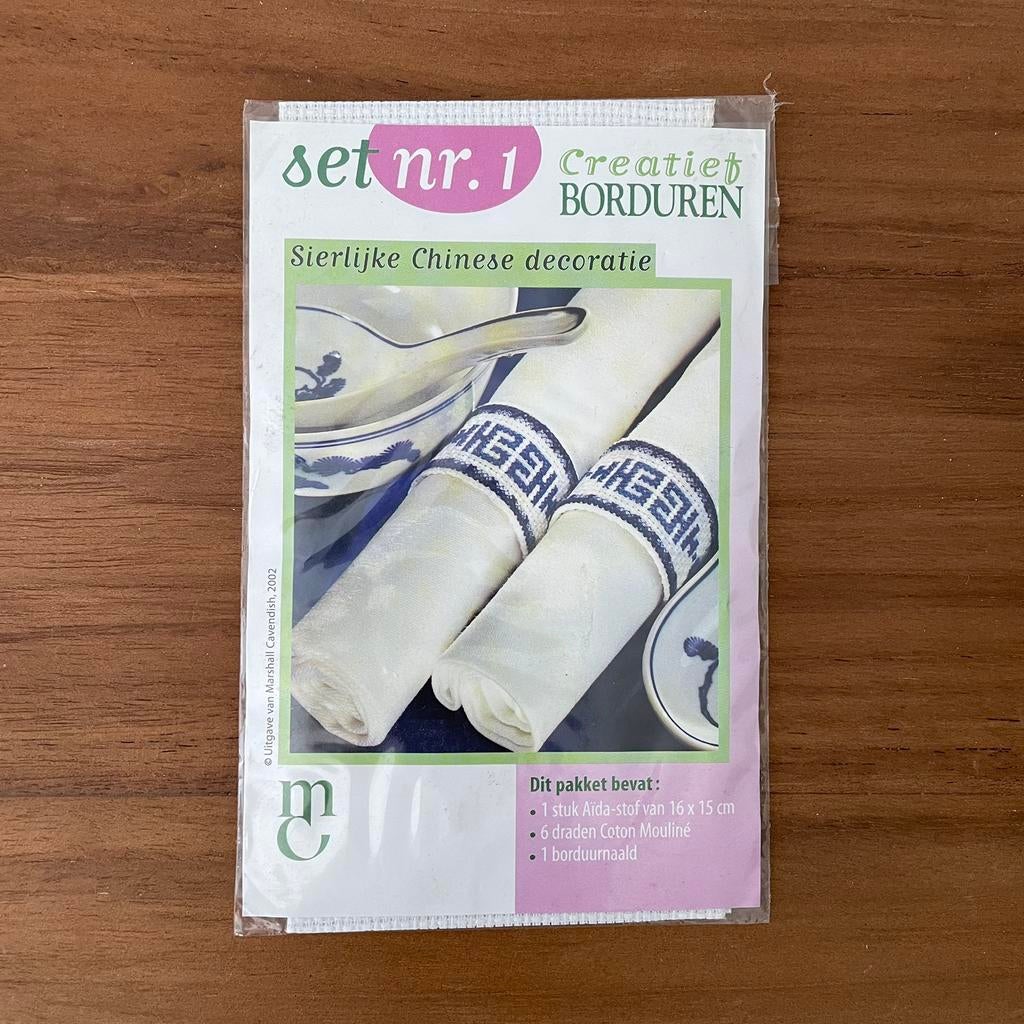 set nr. 1
Creatief
BORDUREN
Sierlijke Chinese decoratie
© Uitgave van Marshall Cavendish, 2002
mc
Dit pakket bevat :
• 1 stuk Aïda-stof van 16 x 15 cm
• 6 draden Coton Mouliné
• 1 borduurnaald